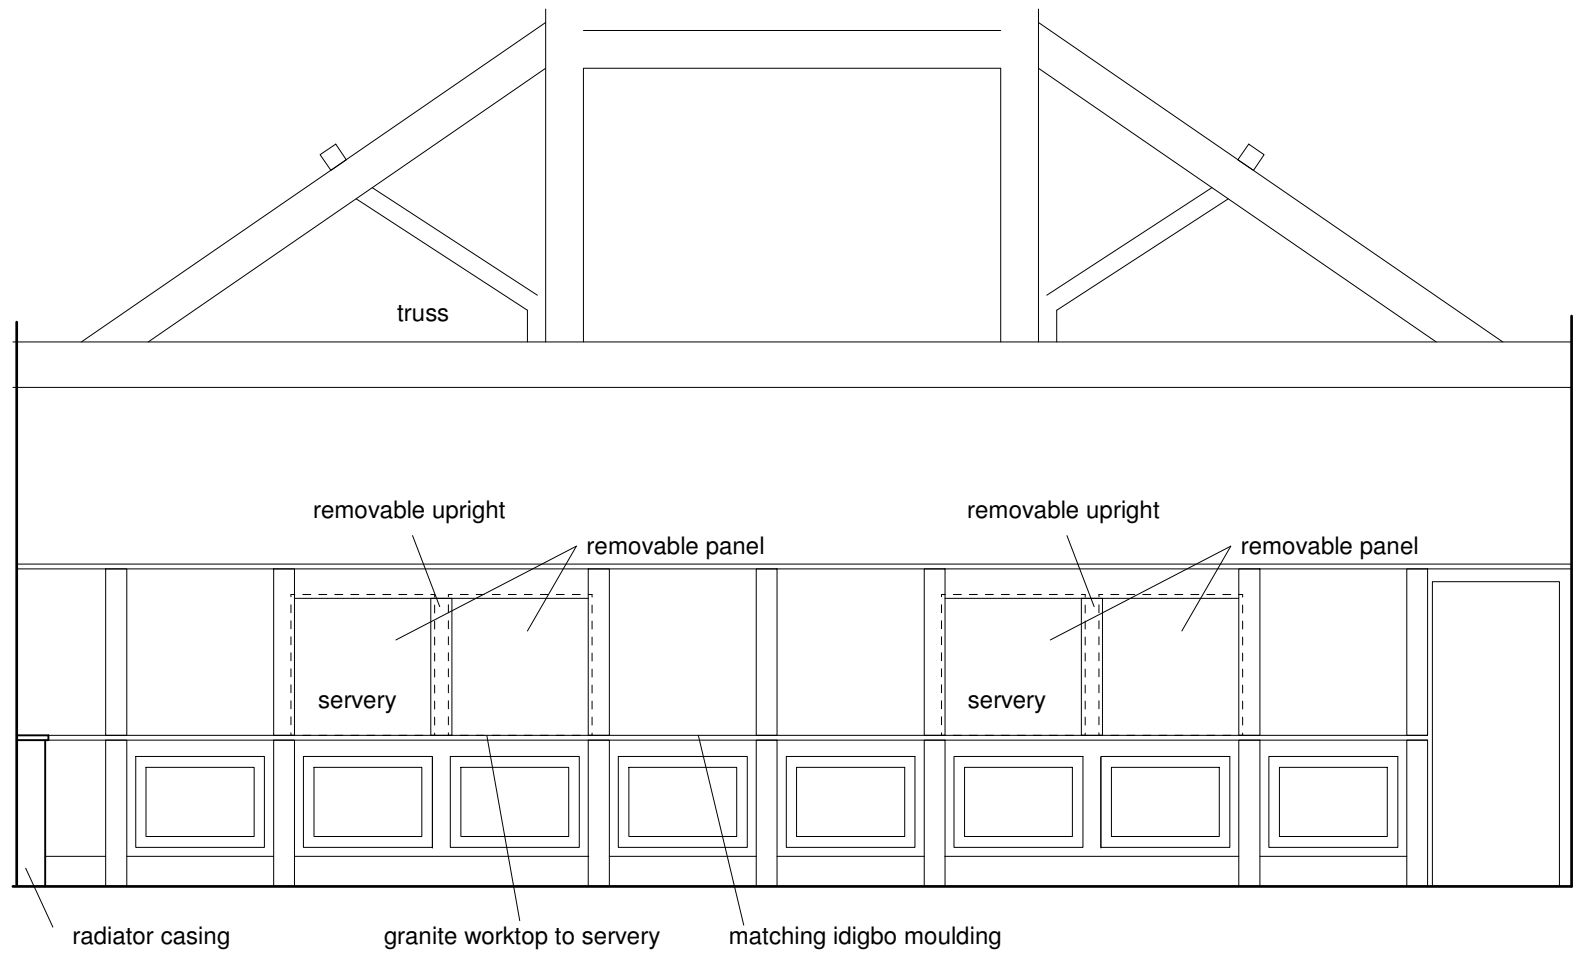 truss
removable upright
removable upright
removable panel
removable panel
servery
servery
radiator casing
granite worktop to servery
matching idigbo moulding